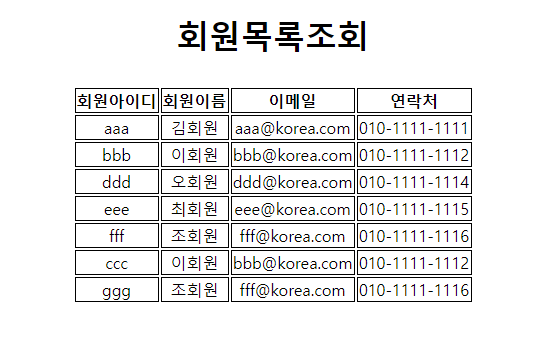 회원목록조회
회원아이디 회원이름 이메일 연락처
aaa 김회원 aaa@korea.com 010-1111-1111
bbb 이회원 bbb@korea.com 010-1111-1112
ddd 오회원 ddd@korea.com 010-1111-1114
eee 최회원 eee@korea.com 010-1111-1115
fff 조회원 fff@korea.com 010-1111-1116
ccc 이회원 bbb@korea.com 010-1111-1112
ggg 조회원 fff@korea.com 010-1111-1116